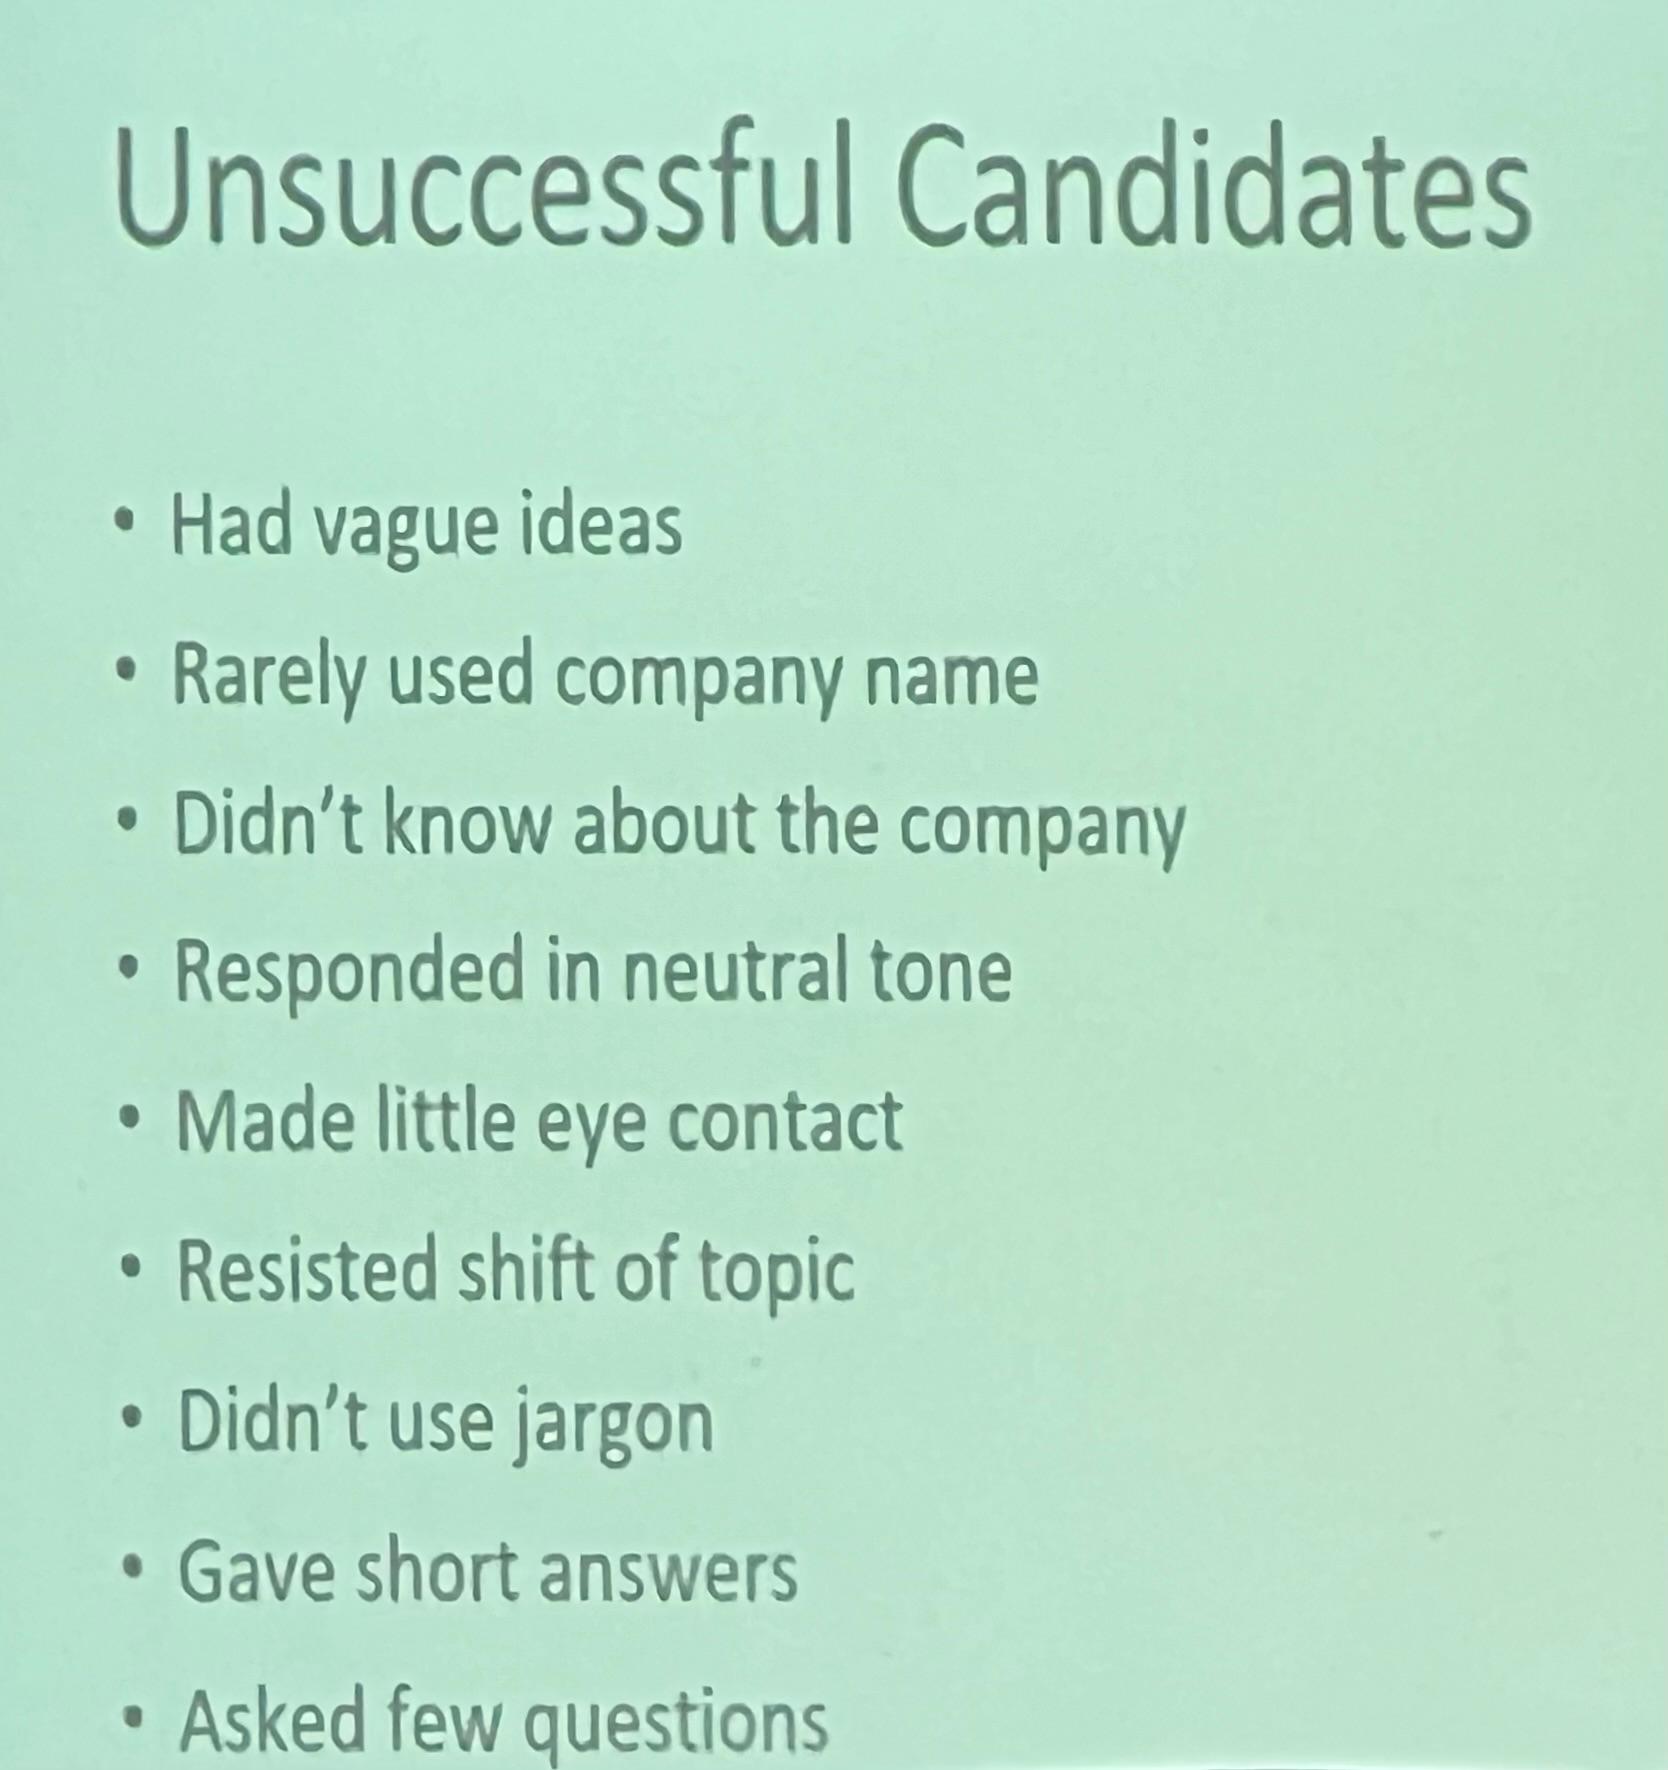 Unsuccessful Candidates
• Had vague ideas
• Rarely used company name
• Didn't know about the company
• Responded in neutral tone
• Made little eye contact
• Resisted shift of topic
• Didn't use jargon
• Gave short answers
• Asked few questions